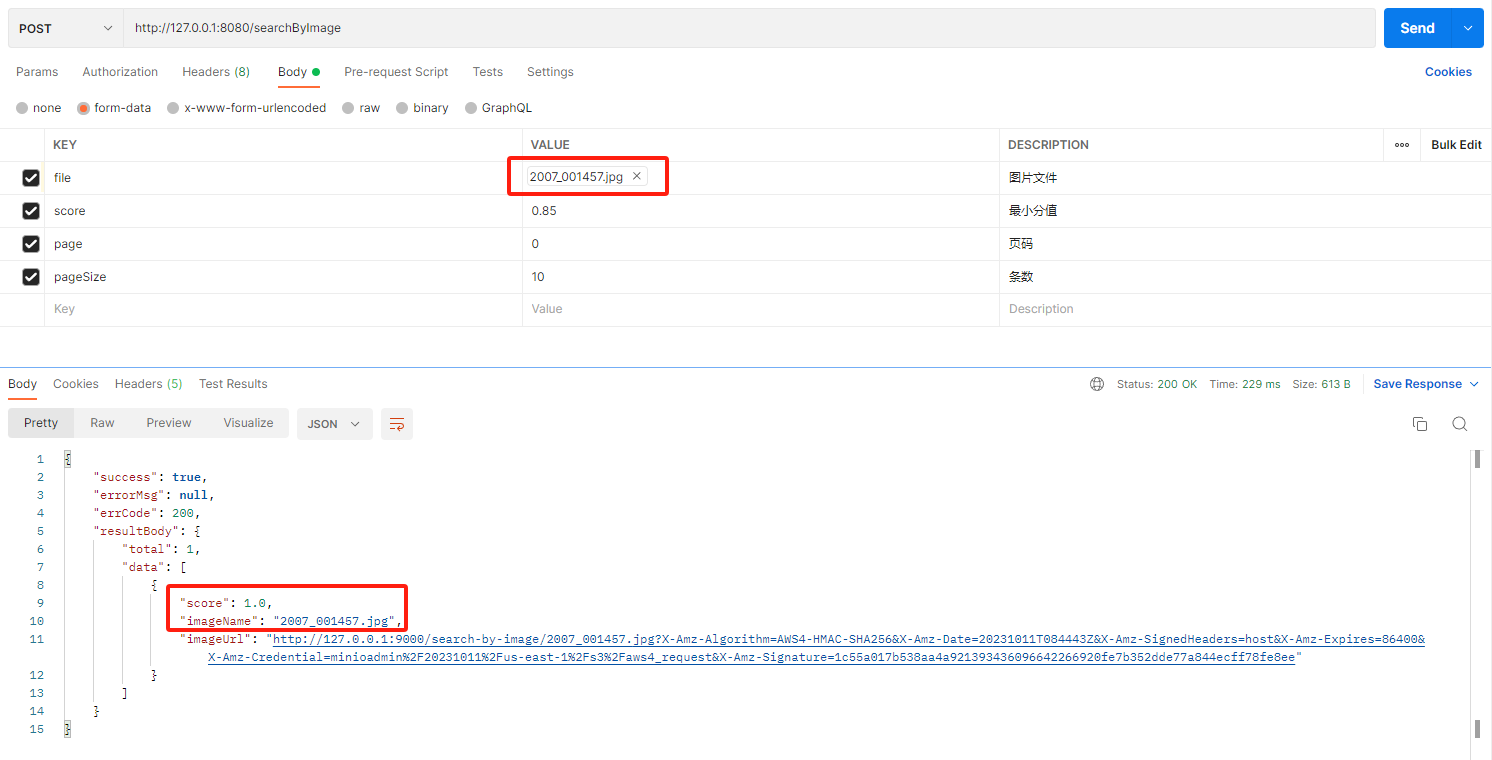 POST http://127.0.0.1:8080/searchByImage Send
Params Authorization Headers (8) Body Pre-request Script Tests Settings Cookies
none form-data x-www-form-urlencoded raw binary GraphQL
KEY VALUE DESCRIPTION Bulk Edit
file 2007_001457.jpg 图片文件
score 0.85 最小分值
page 0 页码
pageSize 10 条数
Key Value Description
Body Cookies Headers (5) Test Results Status: 200 OK Time: 229 ms Size: 613 B Save Response
Pretty Raw Preview Visualize JSON
1 {
2 "success": true,
3 "errorMsg": null,
4 "errCode": 200,
5 "resultBody": {
6 "total": 1,
7 "data": [
8 {
9 "score": 1.0,
10 "imageName": "2007_001457.jpg",
11 "imageUrl": "http://127.0.0.1:9000/search-by-image/2007_001457.jpg?X-Amz-Algorithm=AWS4-HMAC-SHA256&X-Amz-Date=20231011T084443Z&X-Amz-SignedHeaders=host&X-Amz-Expires=86400&
X-Amz-Credential=minioadmin%2F20231011%2Fus-east-1%2Fs3%2Faws4_request&X-Amz-Signature=1c55a017b538aa4a921393436096642266920fe7b352dde77a844ecff78fe8ee"
12 }
13 ]
14 }
15 }